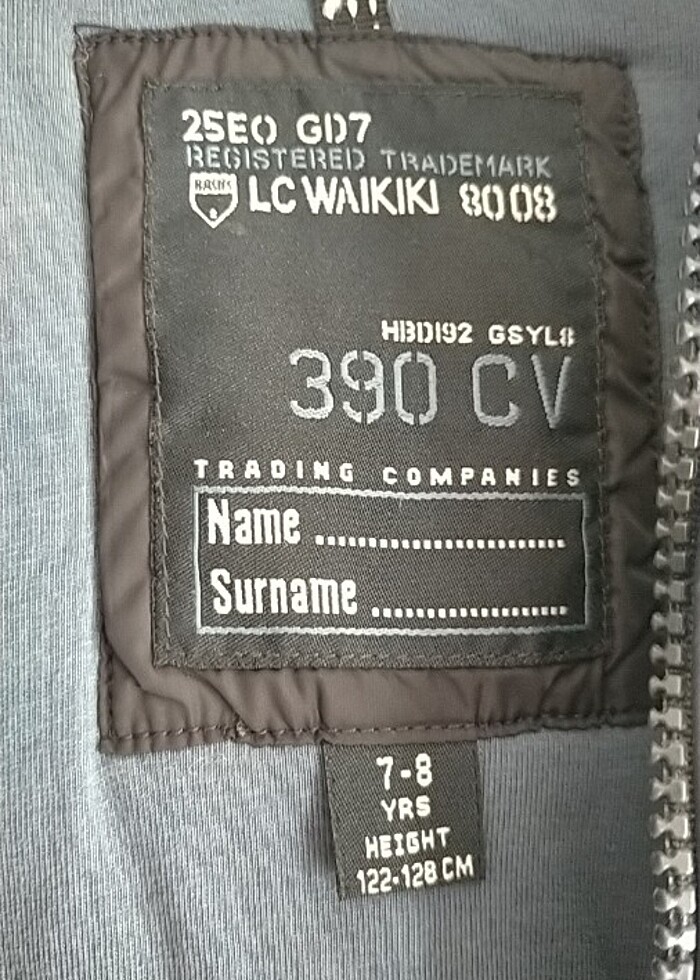 25EO GD7
REGISTERED TRADEMARK
LC WAIKIKI 8008
HBD192 GSYL8
390 CV
TRADING COMPANIES
Name ........................
Surname ...................
7-8
YRS
HEIGHT
122-128 CM